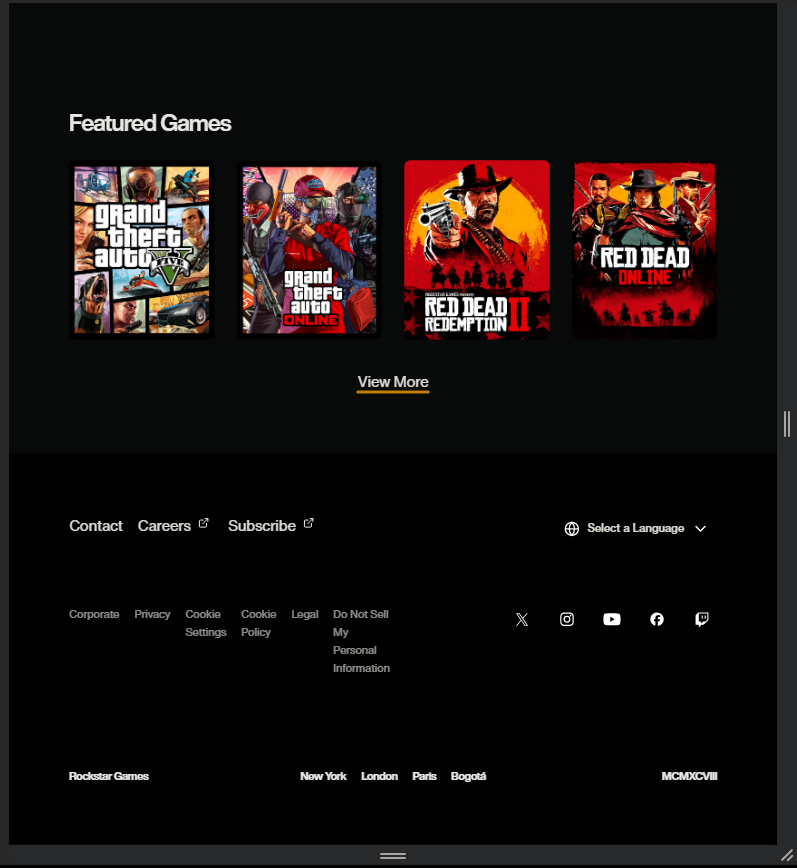 Featured Games
grand
theft
auto V
FIVE
grand
theft
auto
ONLINE
ROCKSTAR GAMES PRESENTS
RED DEAD
REDEMPTION II
RED DEAD
ONLINE
View More
Contact Careers Subscribe
Select a Language
Corporate Privacy Cookie Settings Cookie Policy Legal Do Not Sell My Personal Information
Rockstar Games New York London Paris Bogotá MCMXCVIII